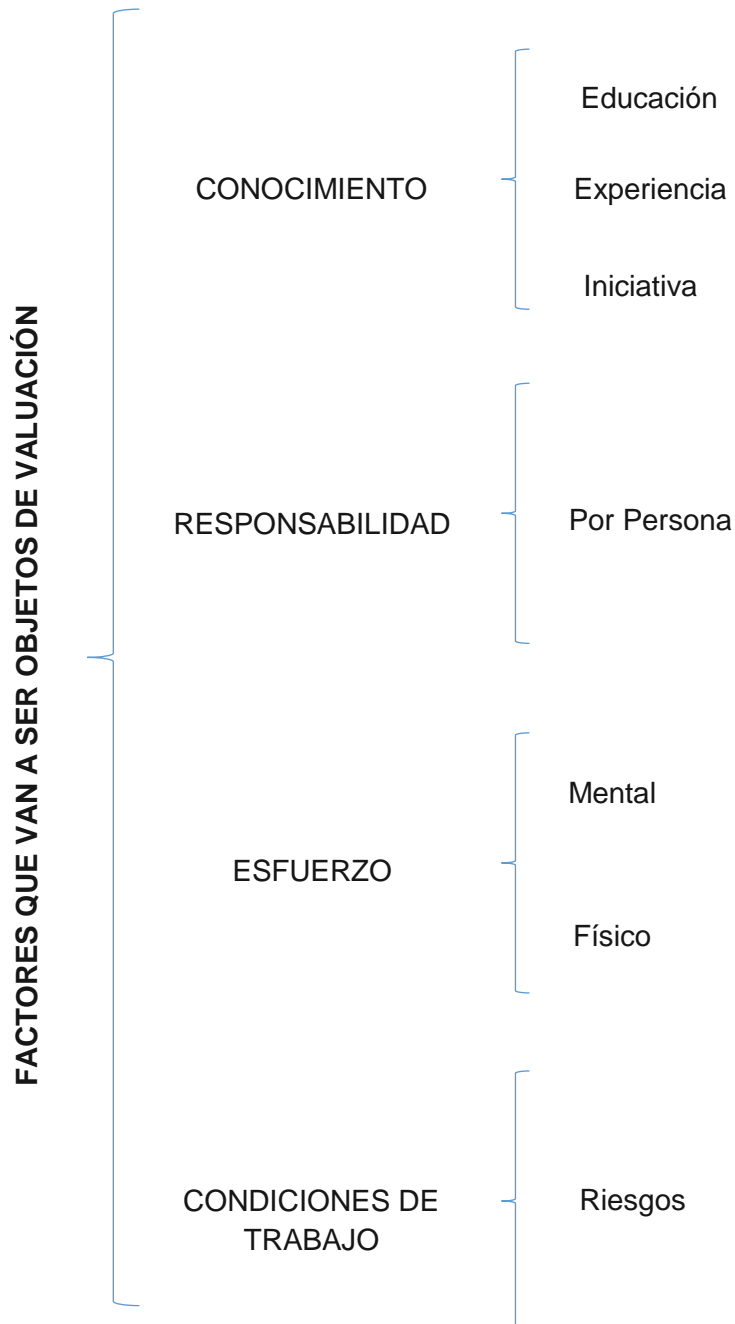 FACTORES QUE VAN A SER OBJETOS DE VALUACIÓN
CONOCIMIENTO
Educación
Experiencia
Iniciativa
RESPONSABILIDAD
Por Persona
ESFUERZO
Mental
Físico
CONDICIONES DE
TRABAJO
Riesgos